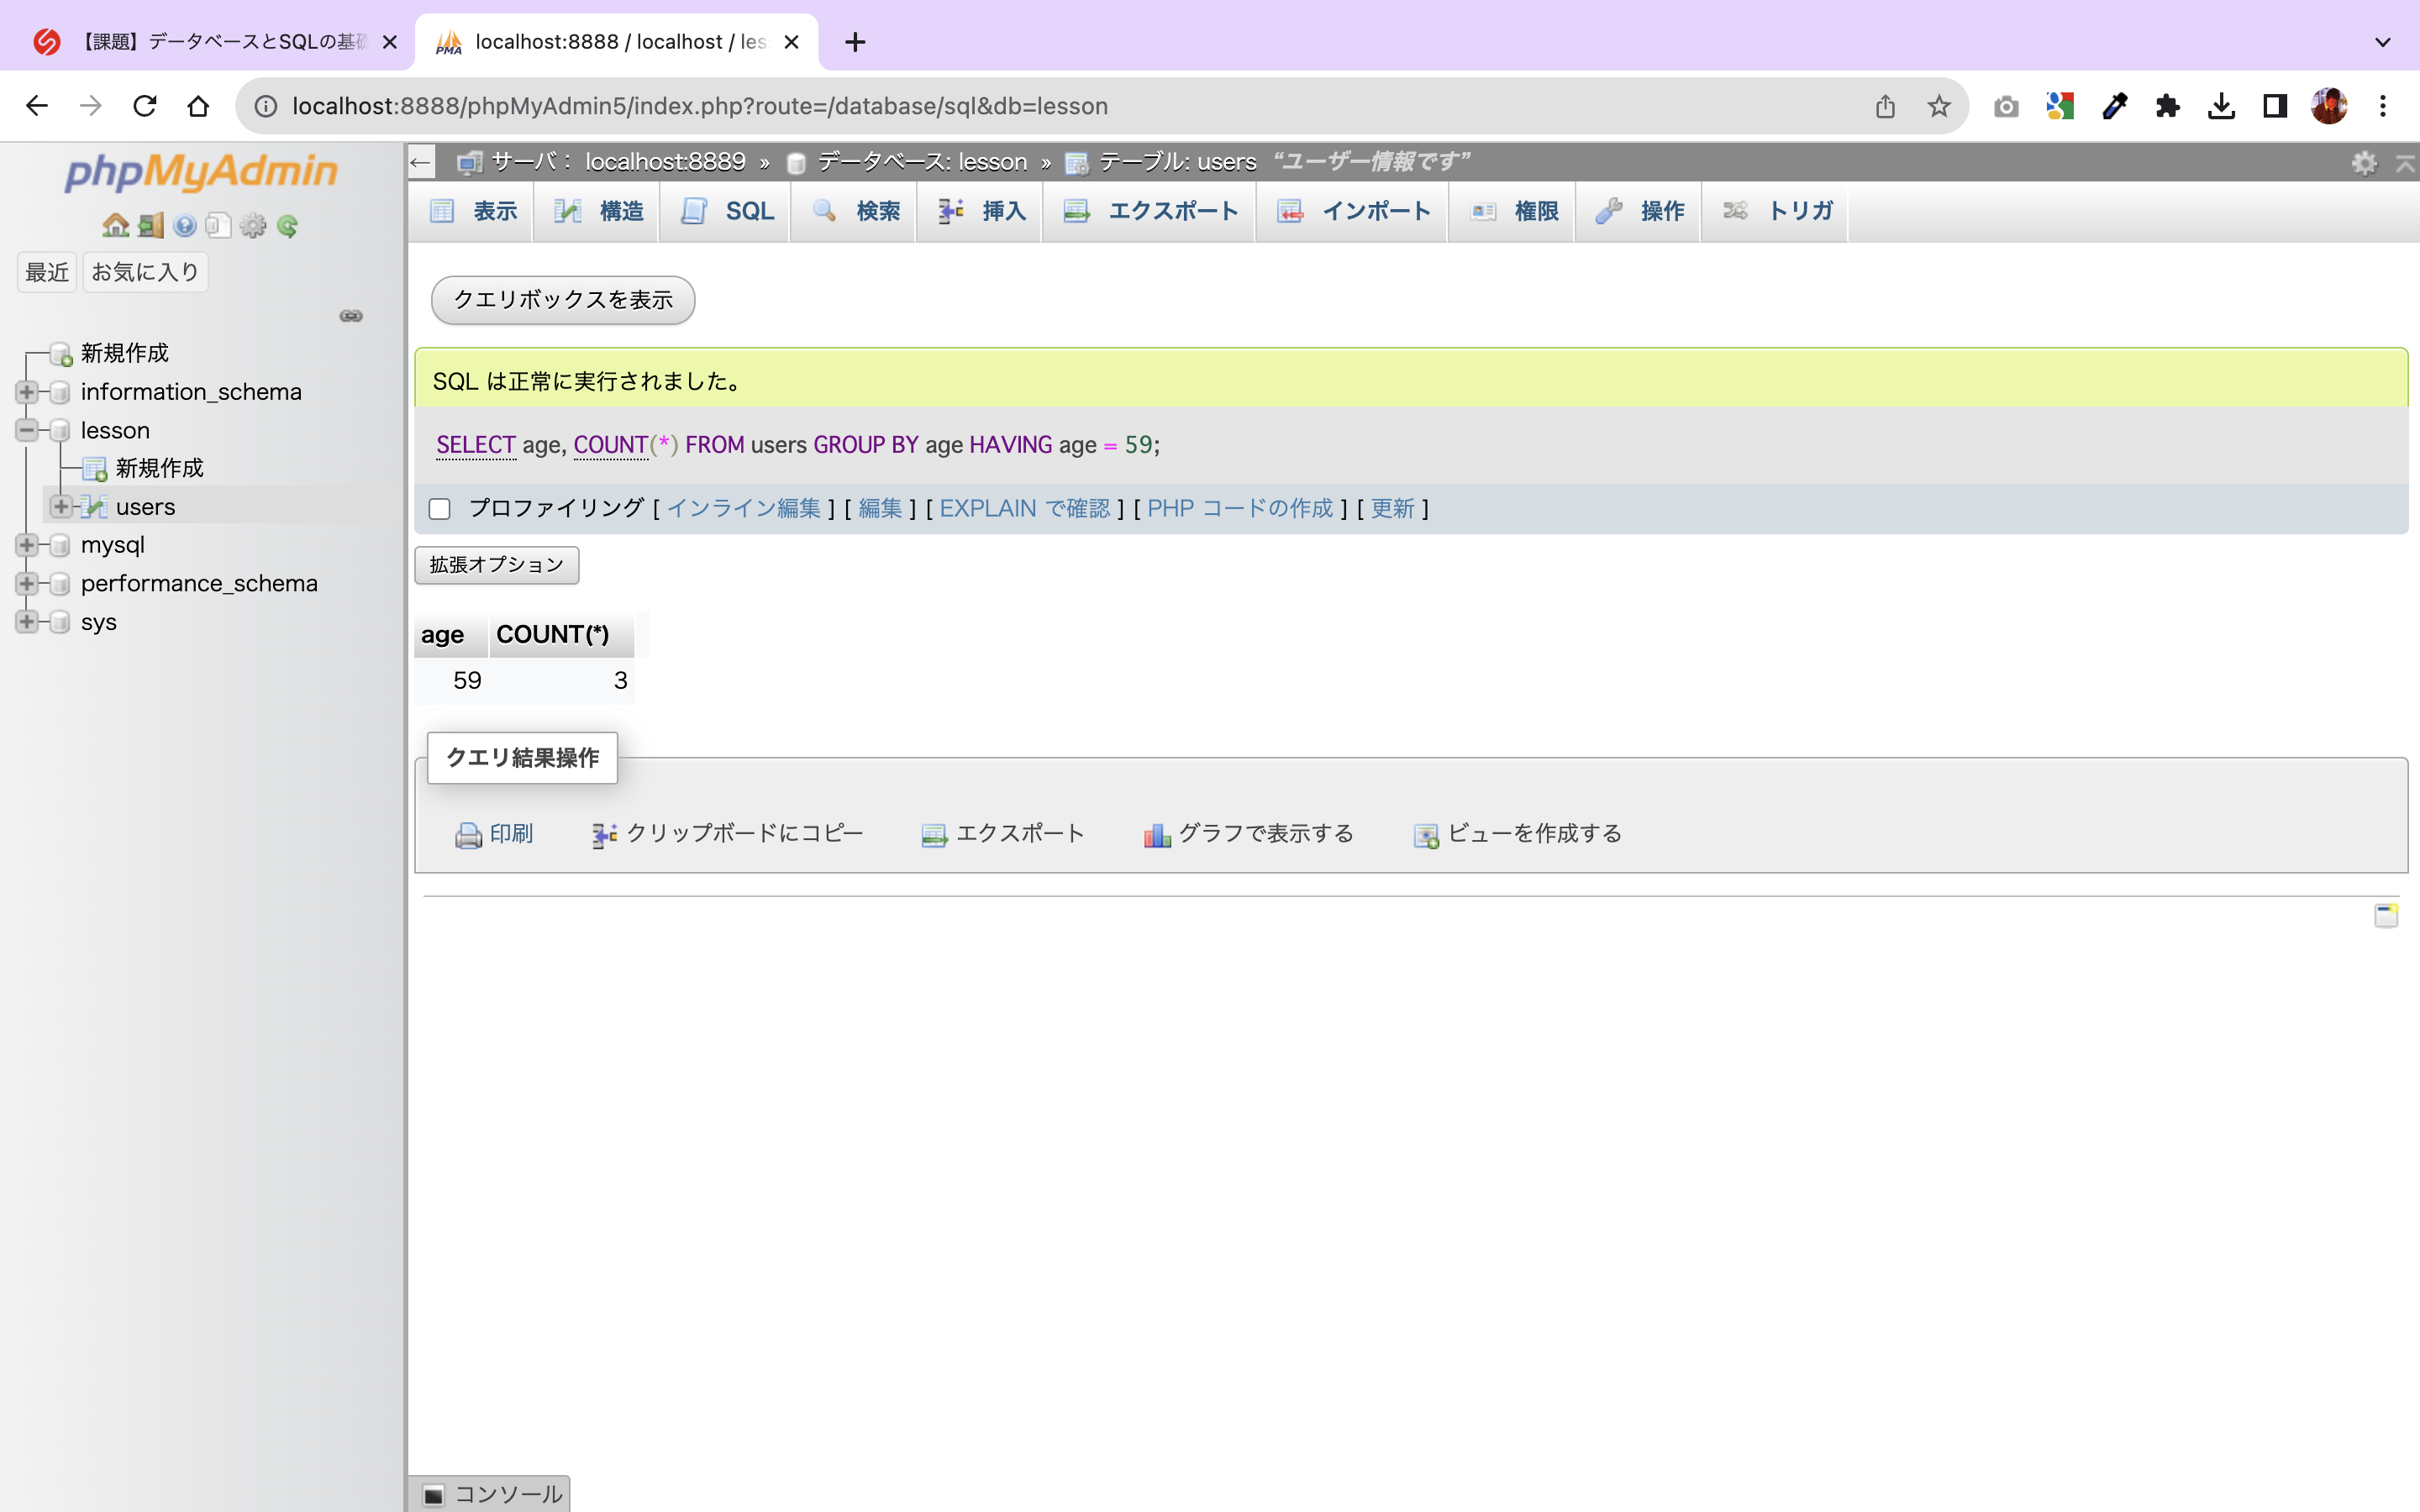 【課題】データベースとSQLの基礎
localhost:8888 / localhost / les
localhost:8888/phpMyAdmin5/index.php?route=/database/sql&db=lesson
phpMyAdmin
最近 お気に入り
新規作成
information_schema
lesson
新規作成
users
mysql
performance_schema
sys
サーバ： localhost:8889 » データベース: lesson » テーブル: users “ユーザー情報です”
表示 構造 SQL 検索 挿入 エクスポート インポート 権限 操作 トリガ
クエリボックスを表示
SQL は正常に実行されました。
SELECT age, COUNT(*) FROM users GROUP BY age HAVING age = 59;
プロファイリング [ インライン編集 ] [ 編集 ] [ EXPLAIN で確認 ] [ PHP コードの作成 ] [ 更新 ]
拡張オプション
age COUNT(*)
59 3
クエリ結果操作
印刷 クリップボードにコピー エクスポート グラフで表示する ビューを作成する
コンソール